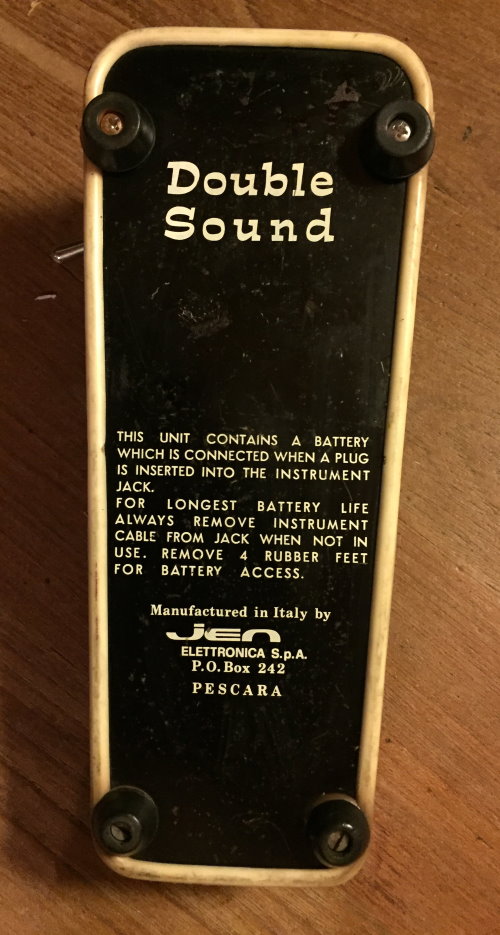 Double
Sound
THIS UNIT CONTAINS A BATTERY
WHICH IS CONNECTED WHEN A PLUG
IS INSERTED INTO THE INSTRUMENT
JACK.
FOR LONGEST BATTERY LIFE
ALWAYS REMOVE INSTRUMENT
CABLE FROM JACK WHEN NOT IN
USE. REMOVE 4 RUBBER FEET
FOR BATTERY ACCESS.
Manufactured in Italy by
jen
ELETTRONICA S.p.A.
P.O. Box 242
PESCARA